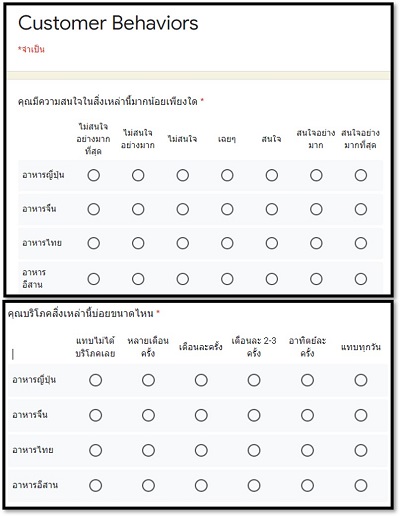 Customer Behaviors
*จำเป็น
คุณมีความสนใจในสิ่งเหล่านี้มากน้อยเพียงใด *
ไม่สนใจอย่างมากที่สุด ไม่สนใจอย่างมาก ไม่สนใจ เฉยๆ สนใจ สนใจอย่างมาก สนใจอย่างมากที่สุด
อาหารญี่ปุ่น
อาหารจีน
อาหารไทย
อาหาร
อีสาน
คุณบริโภคสิ่งเหล่านี้บ่อยขนาดไหน *
แทบไม่ได้บริโภคเลย หลายเดือนครั้ง เดือนละครั้ง เดือนละ 2-3 ครั้ง อาทิตย์ละครั้ง แทบทุกวัน
อาหารญี่ปุ่น
อาหารจีน
อาหารไทย
อาหารอีสาน